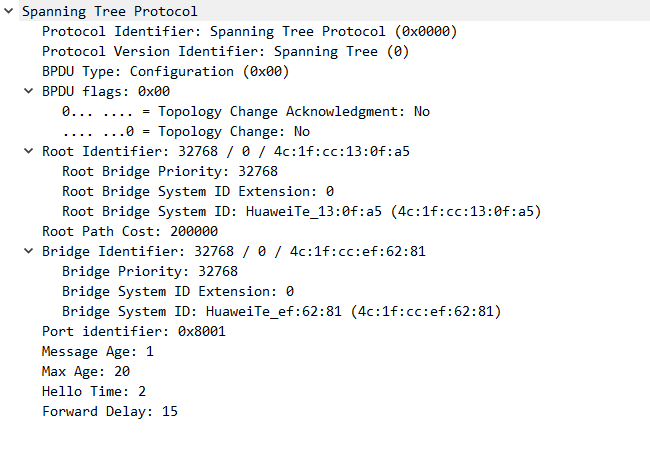 Spanning Tree Protocol
Protocol Identifier: Spanning Tree Protocol (0x0000)
Protocol Version Identifier: Spanning Tree (0)
BPDU Type: Configuration (0x00)
BPDU flags: 0x00
0... .... = Topology Change Acknowledgment: No
.... ...0 = Topology Change: No
Root Identifier: 32768 / 0 / 4c:1f:cc:13:0f:a5
Root Bridge Priority: 32768
Root Bridge System ID Extension: 0
Root Bridge System ID: HuaweiTe_13:0f:a5 (4c:1f:cc:13:0f:a5)
Root Path Cost: 200000
Bridge Identifier: 32768 / 0 / 4c:1f:cc:ef:62:81
Bridge Priority: 32768
Bridge System ID Extension: 0
Bridge System ID: HuaweiTe_ef:62:81 (4c:1f:cc:ef:62:81)
Port identifier: 0x8001
Message Age: 1
Max Age: 20
Hello Time: 2
Forward Delay: 15